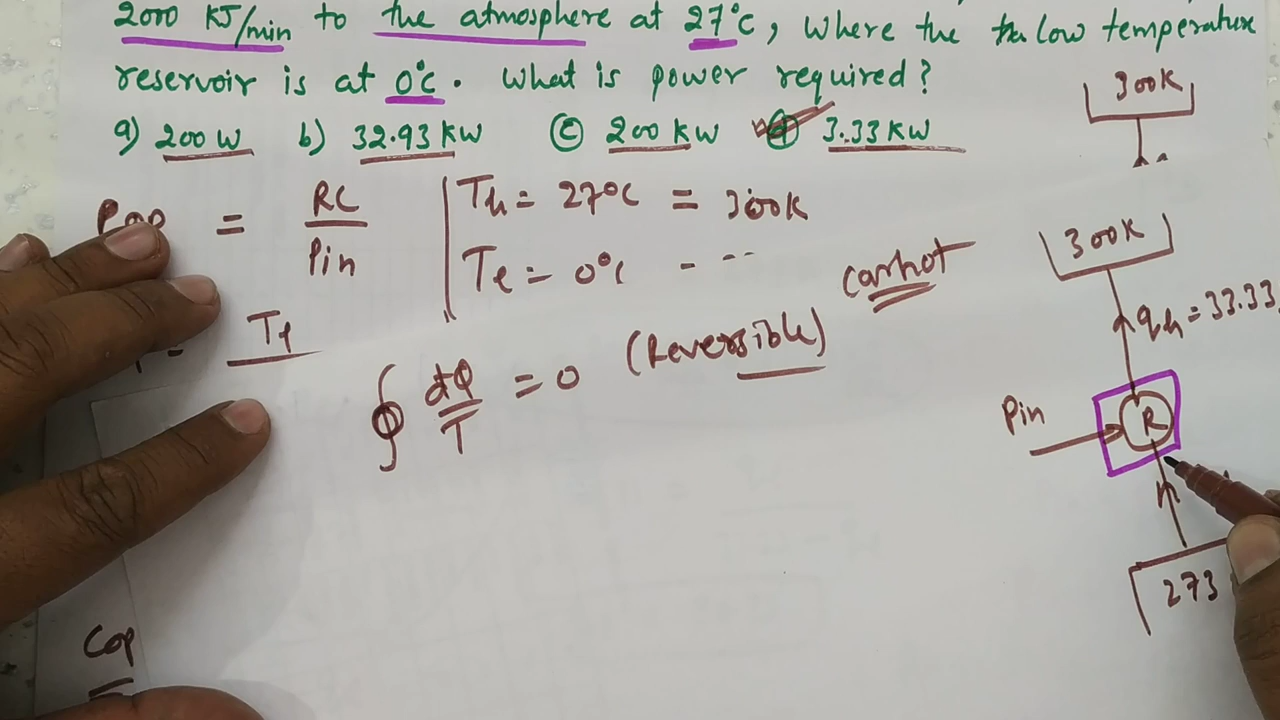 2000 KJ/min to the atmosphere at 27°C, where the low temperature
reservoir is at 0°C. What is power required?
a) 200 W b) 32.93 KW (c) 200 KW (d) 3.33 KW
= RC / Pin
Th = 27°C = 300K
Te = 0°C - --
Carnot
∮ dQ/T = 0 (Reversible)
300K
300K
qh = 33.33
Pin
R
273
Cop